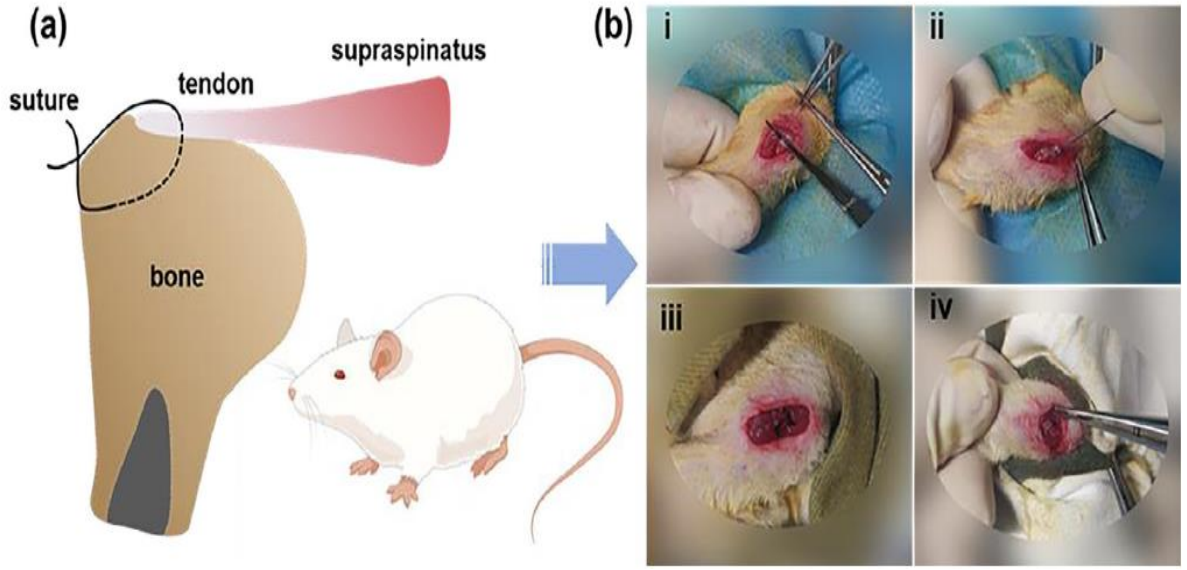 (a)
supraspinatus
tendon
suture
bone
(b)
i
ii
iii
iv